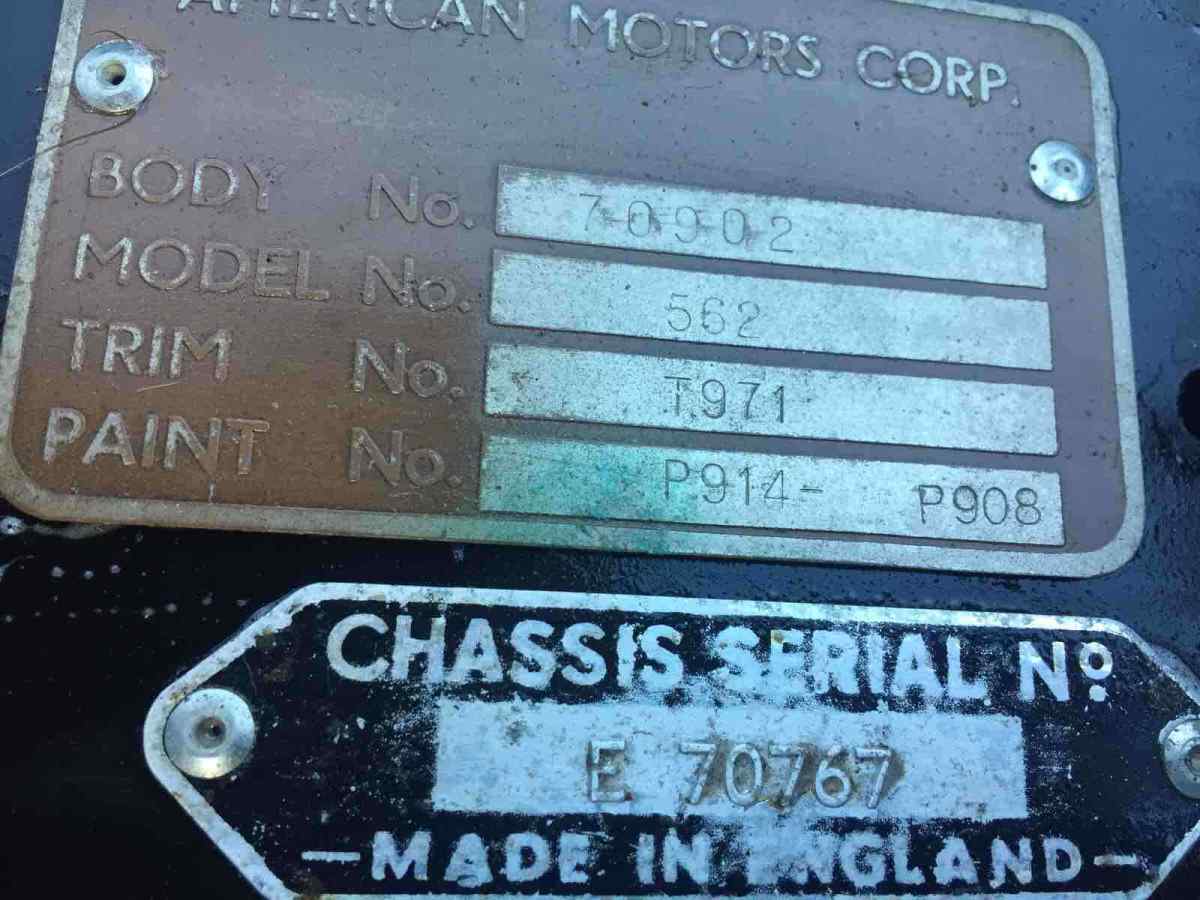 AMERICAN MOTORS CORP.
BODY No. 70902
MODEL No. 562
TRIM No. T971
PAINT No. P914- P908
CHASSIS SERIAL No.
E 70767
—MADE IN ENGLAND—